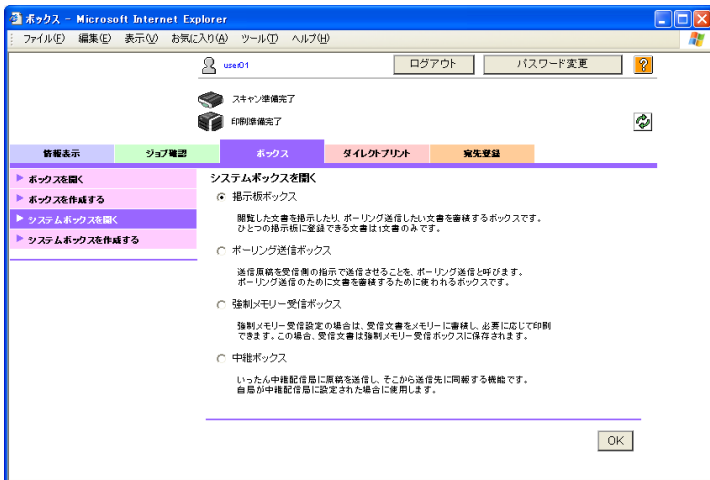 ボックス - Microsoft Internet Explorer
ファイル(F) 編集(E) 表示(V) お気に入り(A) ツール(T) ヘルプ(H)
user01 ログアウト パスワード変更 ?
スキャン準備完了
印刷準備完了
情報表示 ジョブ確認 ボックス ダイレクトプリント 宛先登録
ボックスを開く
ボックスを作成する
システムボックスを開く
システムボックスを作成する
システムボックスを開く
掲示板ボックス
閲覧した文書を掲示したり、ポーリング送信したい文書を蓄積するボックスです。
ひとつの掲示板に登録できる文書は1文書のみです。
ポーリング送信ボックス
送信原稿を受信側の指示で送信させることを、ポーリング送信と呼びます。
ポーリング送信のために文書を蓄積するために使われるボックスです。
強制メモリー受信ボックス
強制メモリー受信設定の場合は、受信文書をメモリーに蓄積し、必要に応じて印刷
できます。この場合、受信文書は強制メモリー受信ボックスに保存されます。
中継ボックス
いったん中継配信局に原稿を送信し、そこから送信先に同報する機能です。
自局が中継配信局に設定された場合に使用します。
OK